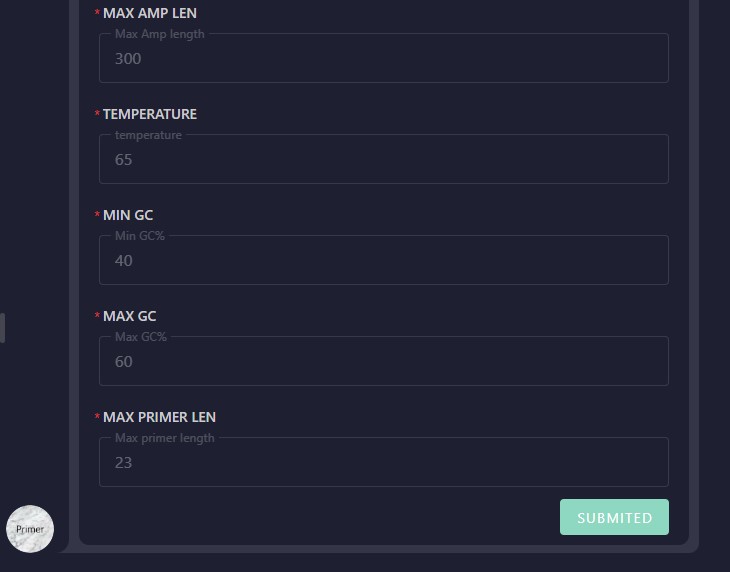 * MAX AMP LEN
Max Amp length
300
* TEMPERATURE
temperature
65
* MIN GC
Min GC%
40
* MAX GC
Max GC%
60
* MAX PRIMER LEN
Max primer length
23
SUBMITED
Primer